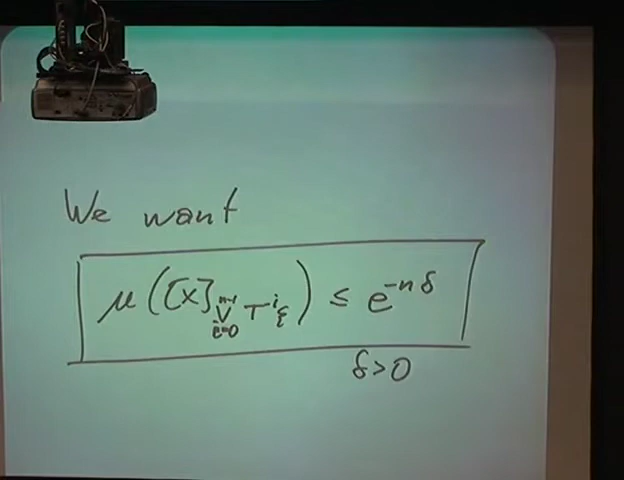 We want
μ([x]_{⋁_{i=0}^{n-1} T^{-i}ξ}) ≤ e^{-nδ}
δ>0